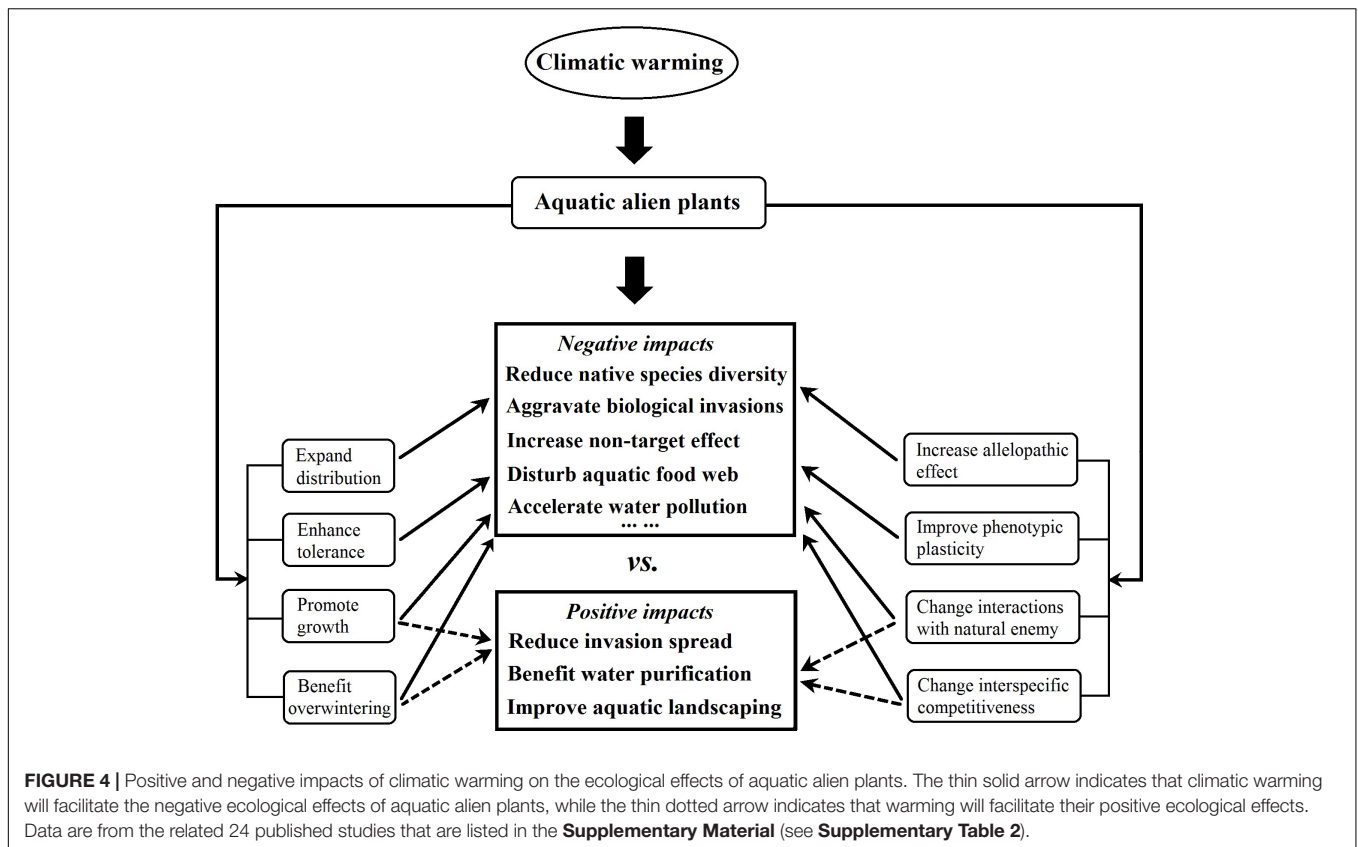 Climatic warming
Aquatic alien plants
Negative impacts
Reduce native species diversity
Aggravate biological invasions
Increase non-target effect
Disturb aquatic food web
Accelerate water pollution
... ...
vs.
Positive impacts
Reduce invasion spread
Benefit water purification
Improve aquatic landscaping
Expand
distribution
Enhance
tolerance
Promote
growth
Benefit
overwintering
Increase allelopathic
effect
Improve phenotypic
plasticity
Change interactions
with natural enemy
Change interspecific
competitiveness
FIGURE 4 | Positive and negative impacts of climatic warming on the ecological effects of aquatic alien plants. The thin solid arrow indicates that climatic warming
will facilitate the negative ecological effects of aquatic alien plants, while the thin dotted arrow indicates that warming will facilitate their positive ecological effects.
Data are from the related 24 published studies that are listed in the Supplementary Material (see Supplementary Table 2).